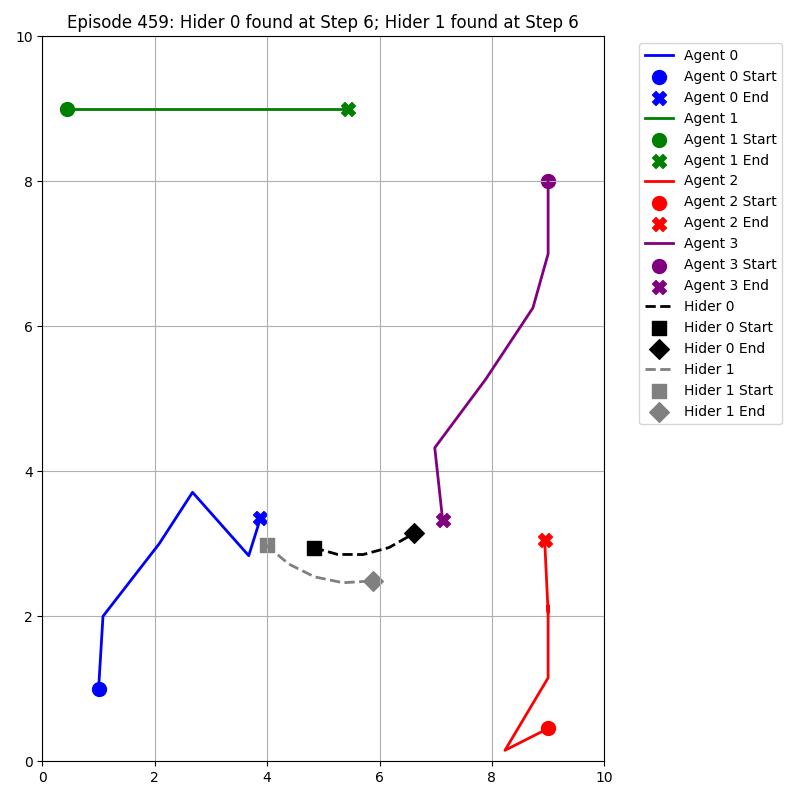 Episode 459: Hider 0 found at Step 6; Hider 1 found at Step 6
10
8
6
4
2
0
0 2 4 6 8 10
Agent 0
Agent 0 Start
Agent 0 End
Agent 1
Agent 1 Start
Agent 1 End
Agent 2
Agent 2 Start
Agent 2 End
Agent 3
Agent 3 Start
Agent 3 End
Hider 0
Hider 0 Start
Hider 0 End
Hider 1
Hider 1 Start
Hider 1 End